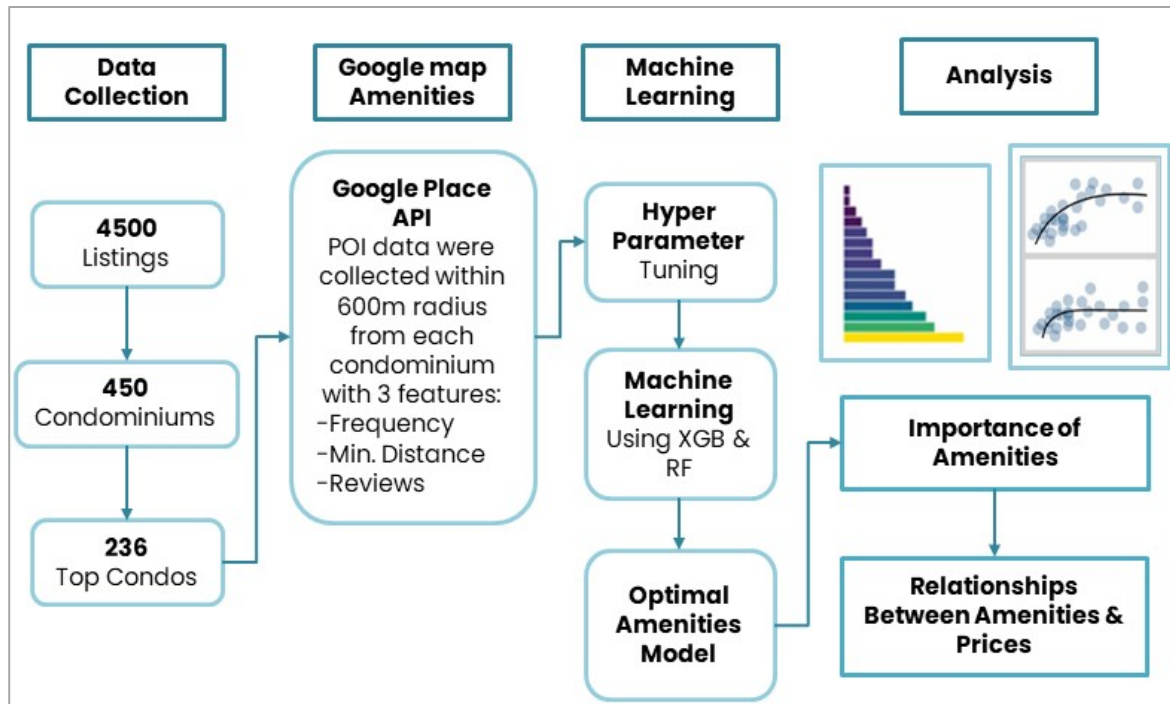 Data
Collection
Google map
Amenities
Machine
Learning
Analysis
4500
Listings
450
Condominiums
236
Top Condos
Google Place
API
POI data were
collected within
600m radius
from each
condominium
with 3 features:
-Frequency
-Min. Distance
-Reviews
Hyper
Parameter
Tuning
Machine
Learning
Using XGB &
RF
Optimal
Amenities
Model
Importance of
Amenities
Relationships
Between Amenities &
Prices